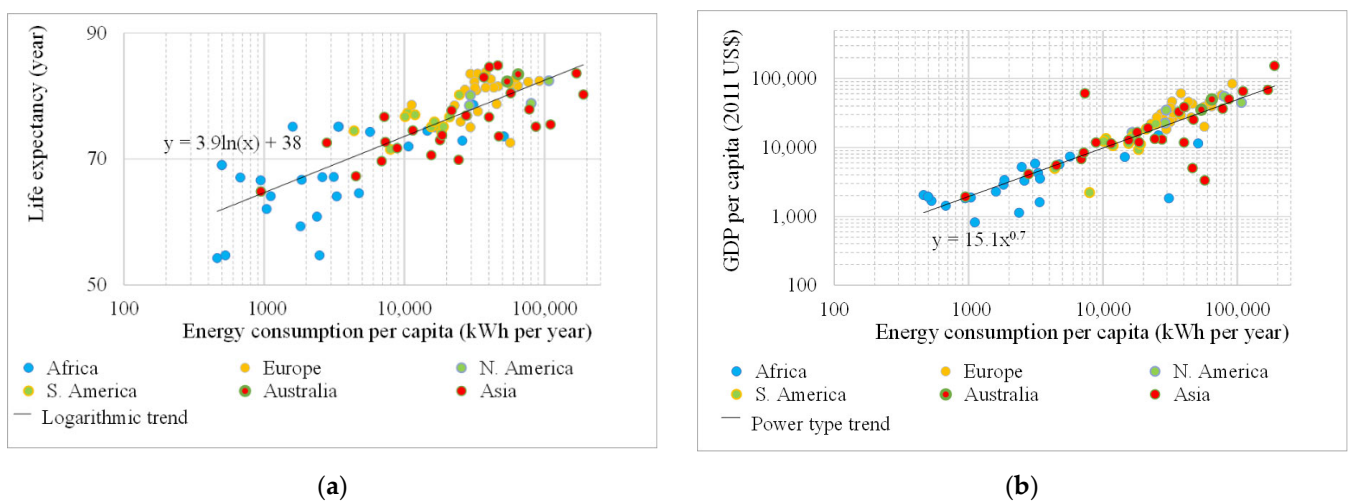 90
70
50
Life expectancy (year)
y = 3.9ln(x) + 38
100 1000 10,000 100,000
Energy consumption per capita (kWh per year)
Africa Europe N. America
S. America Australia Asia
Logarithmic trend
(a)
100,000
10,000
1,000
100
GDP per capita (2011 US$)
y = 15.1x^0.7
100 1000 10,000 100,000
Energy consumption per capita (kWh per year)
Africa Europe N. America
S. America Australia Asia
Power type trend
(b)